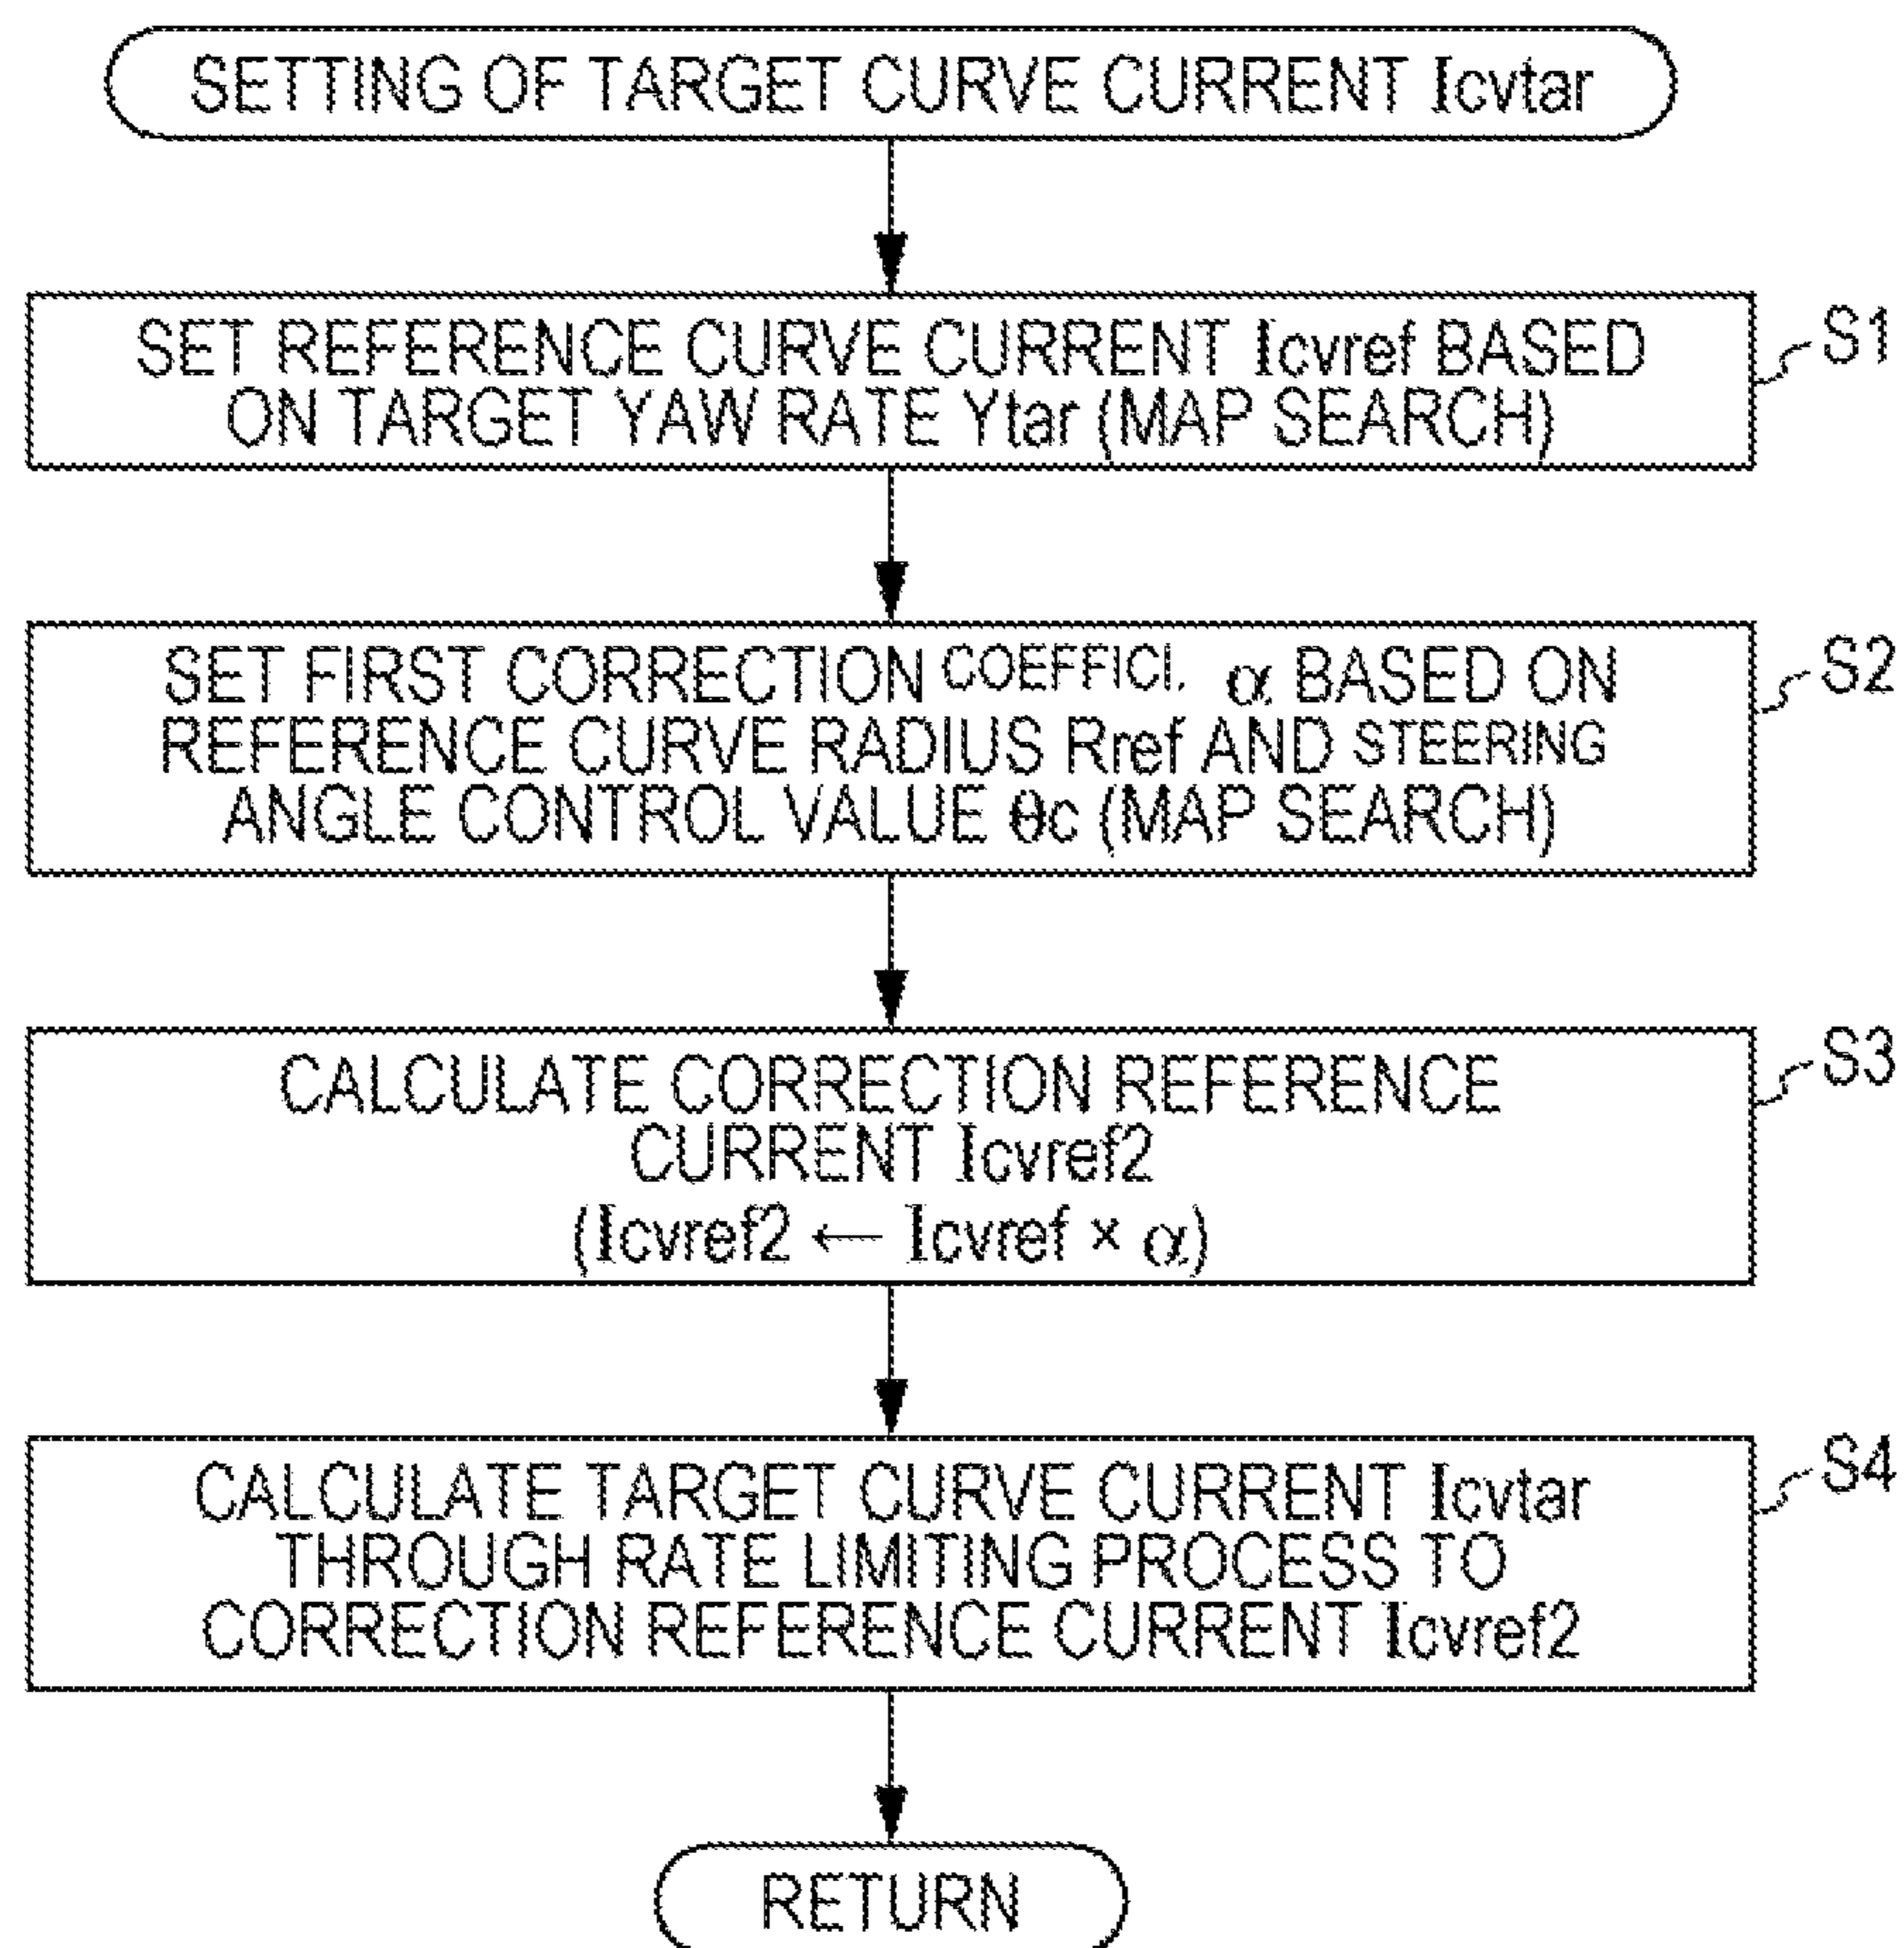 SETTING OF TARGET CURVE CURRENT Icvtar
SET REFERENCE CURVE CURRENT Icvref BASED
ON TARGET YAW RATE Ytar (MAP SEARCH)
S1
SET FIRST CORRECTION COEFFICI. α BASED ON
REFERENCE CURVE RADIUS Rref AND STEERING
ANGLE CONTROL VALUE θc (MAP SEARCH)
S2
CALCULATE CORRECTION REFERENCE
CURRENT Icvref2
(Icvref2 ← Icvref × α)
S3
CALCULATE TARGET CURVE CURRENT Icvtar
THROUGH RATE LIMITING PROCESS TO
CORRECTION REFERENCE CURRENT Icvref2
S4
RETURN